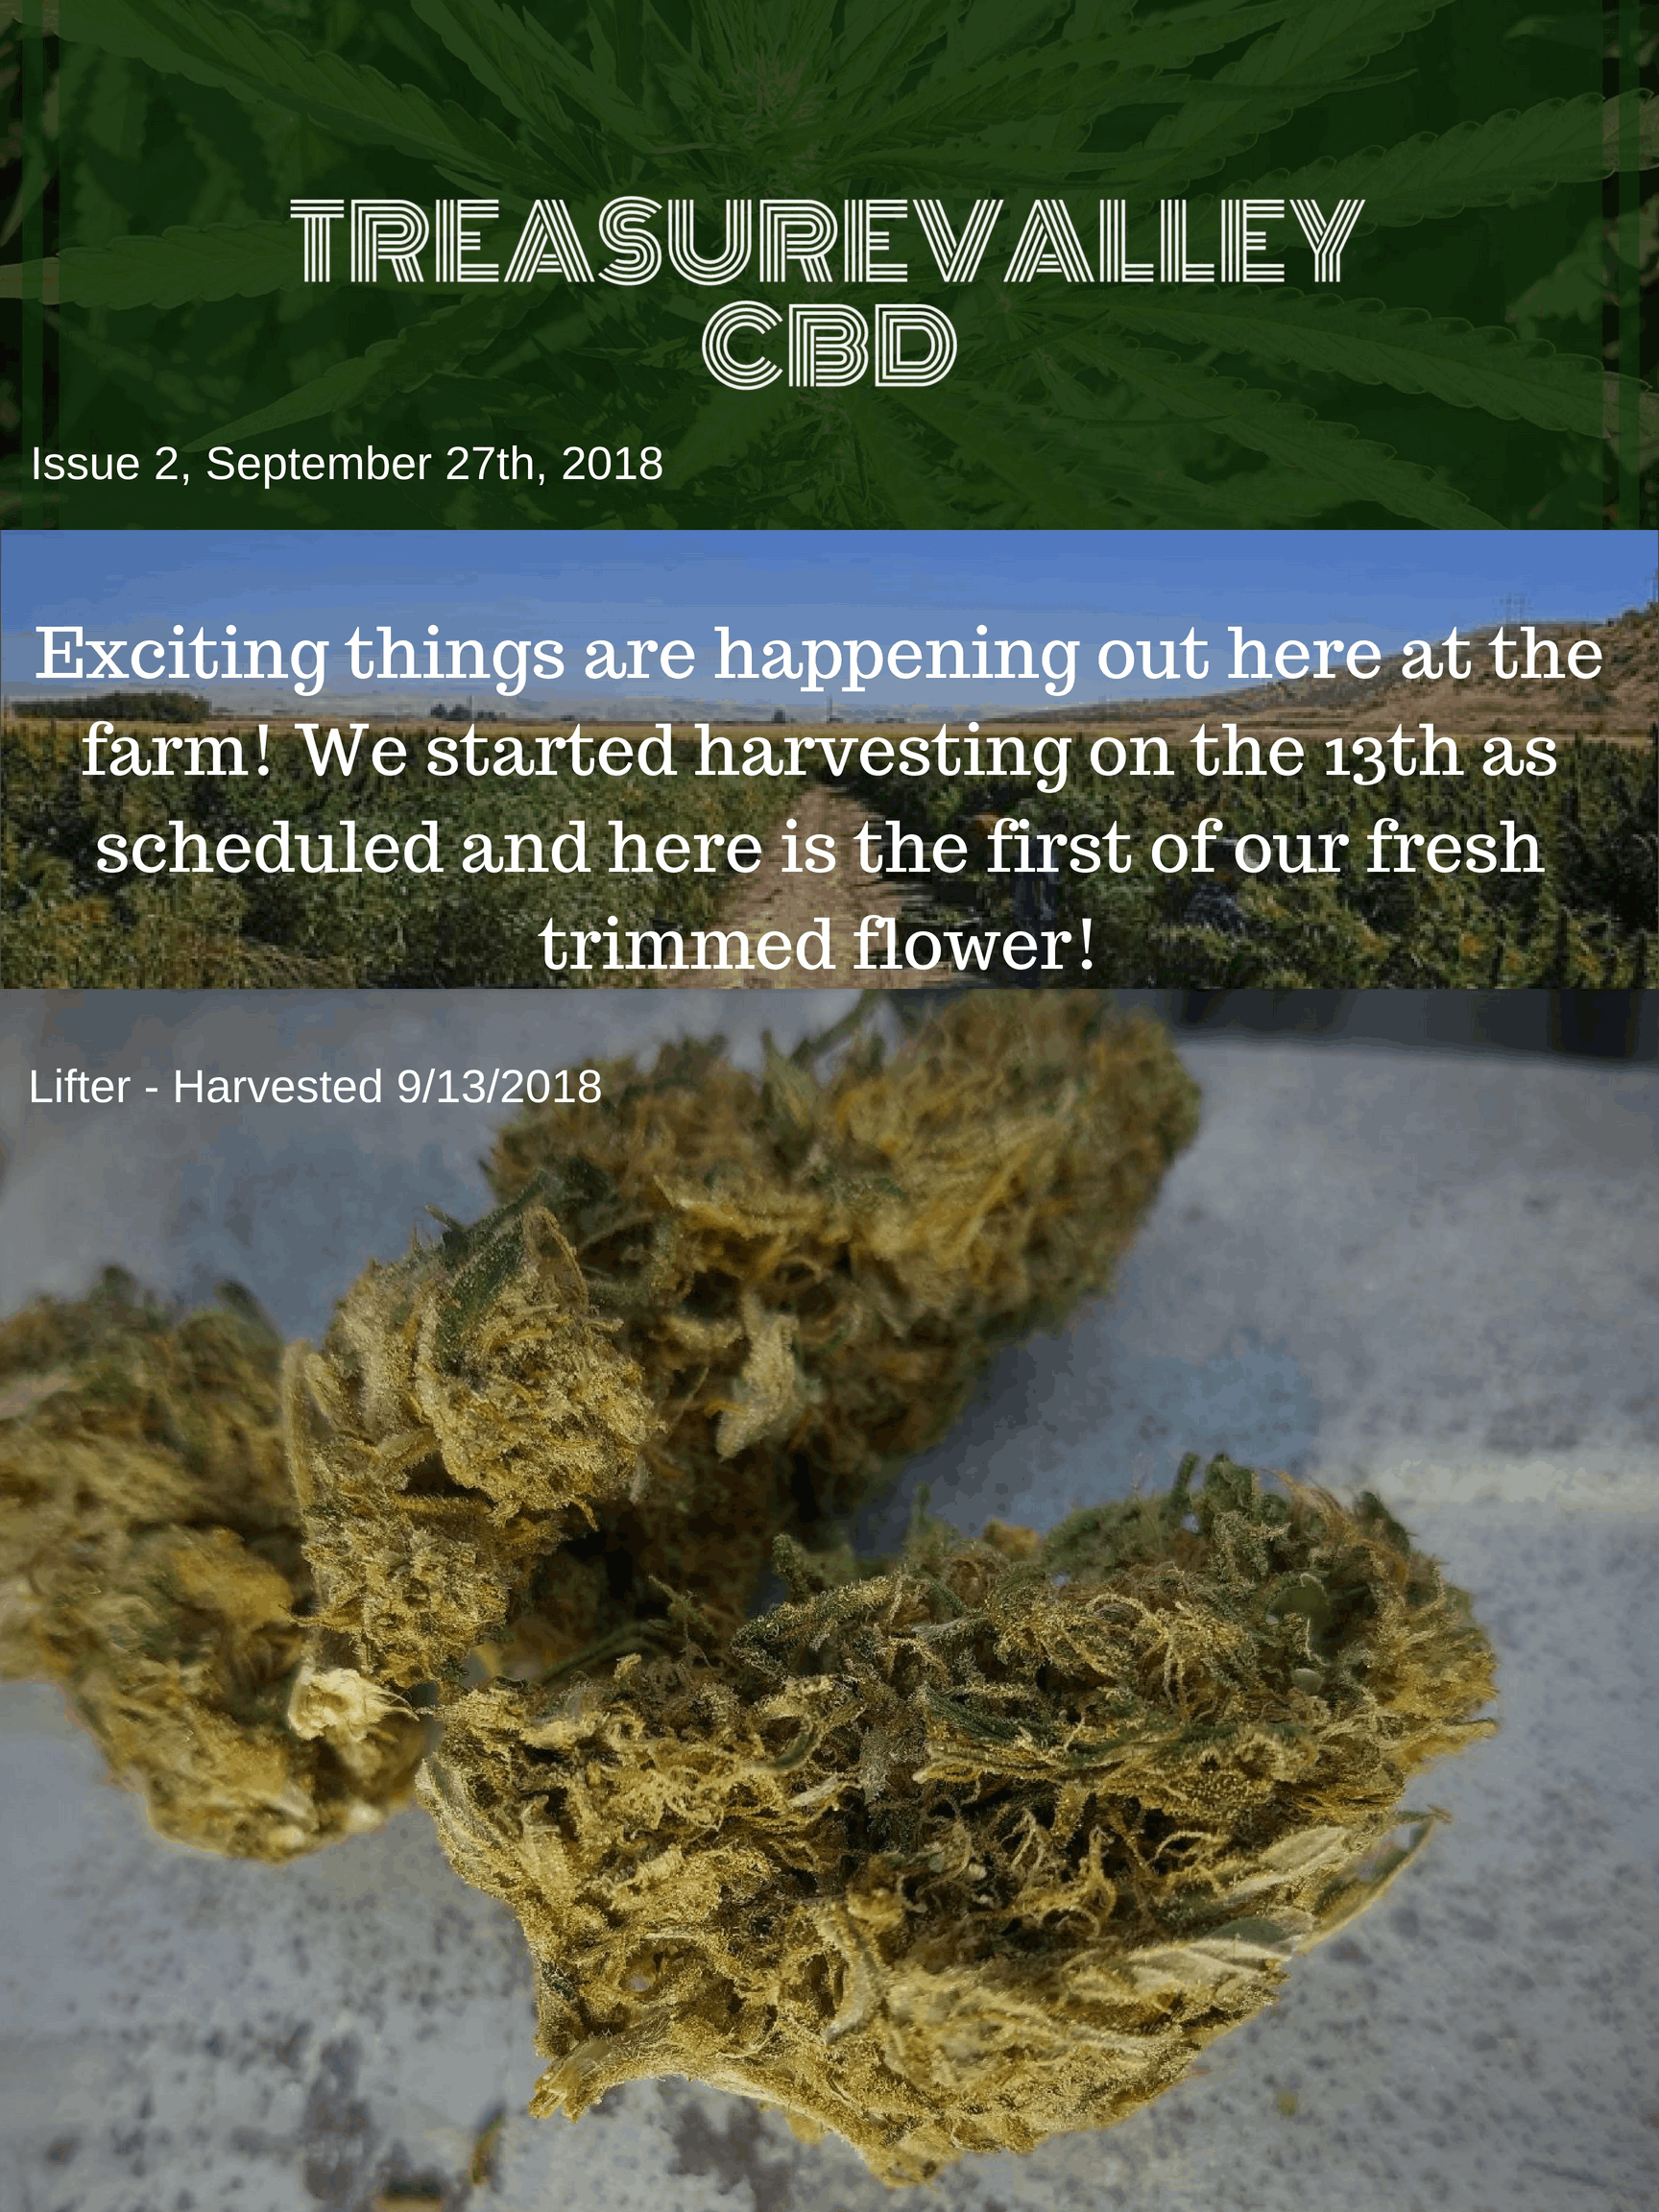 TREASUREVALLEY
CBD
Issue 2, September 27th, 2018
Exciting things are happening out here at the
farm! We started harvesting on the 13th as
scheduled and here is the first of our fresh
trimmed flower!
Lifter - Harvested 9/13/2018